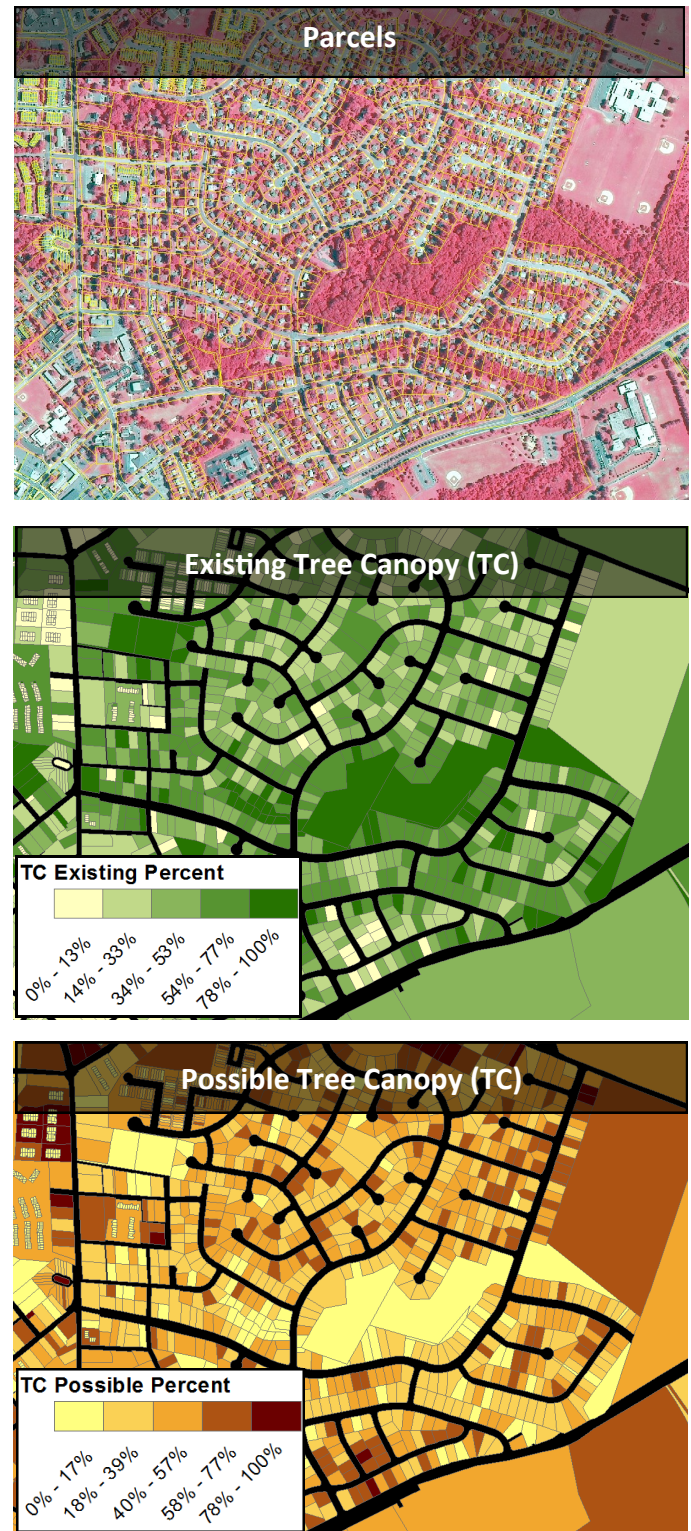 Parcels
Existing Tree Canopy (TC)
TC Existing Percent
0% - 13%
14% - 33%
34% - 53%
54% - 77%
78% - 100%
Possible Tree Canopy (TC)
TC Possible Percent
0% - 17%
18% - 39%
40% - 57%
58% - 77%
78% - 100%